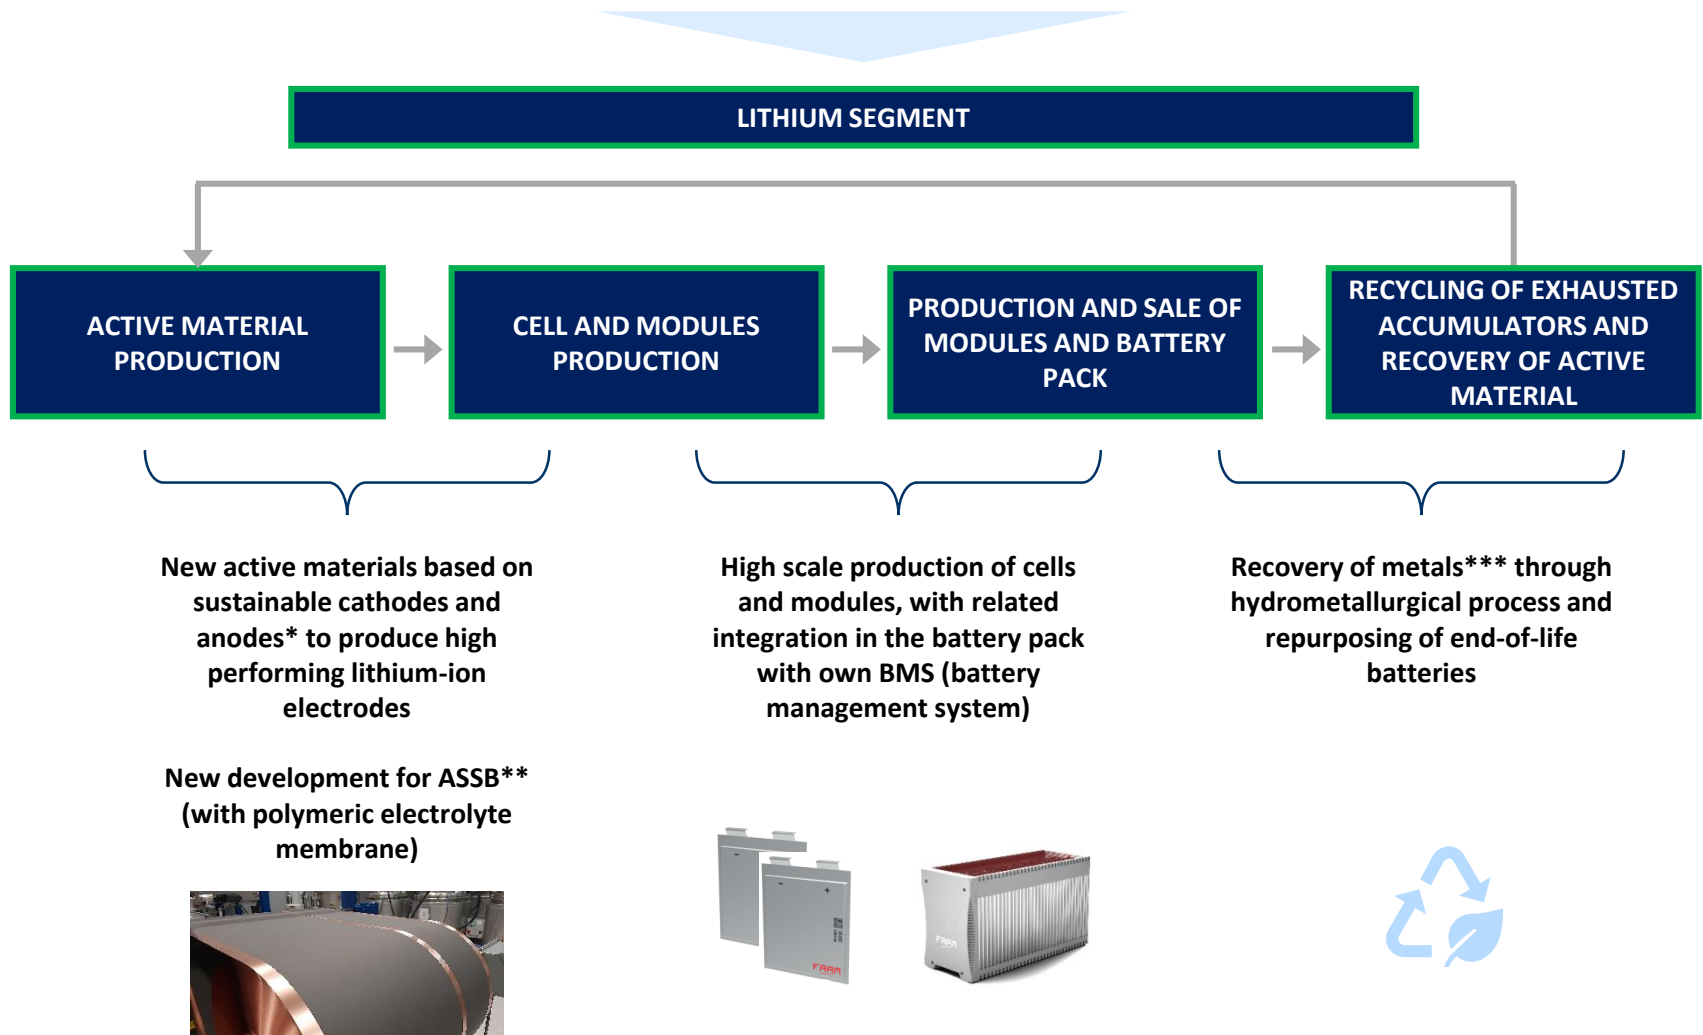 LITHIUM SEGMENT
ACTIVE MATERIAL
PRODUCTION
CELL AND MODULES
PRODUCTION
PRODUCTION AND SALE OF
MODULES AND BATTERY
PACK
RECYCLING OF EXHAUSTED
ACCUMULATORS AND
RECOVERY OF ACTIVE
MATERIAL
New active materials based on
sustainable cathodes and
anodes* to produce high
performing lithium-ion
electrodes
New development for ASSB**
(with polymeric electrolyte
membrane)
High scale production of cells
and modules, with related
integration in the battery pack
with own BMS (battery
management system)
Recovery of metals*** through
hydrometallurgical process and
repurposing of end-of-life
batteries
- 
- +
FAAM
FAAM